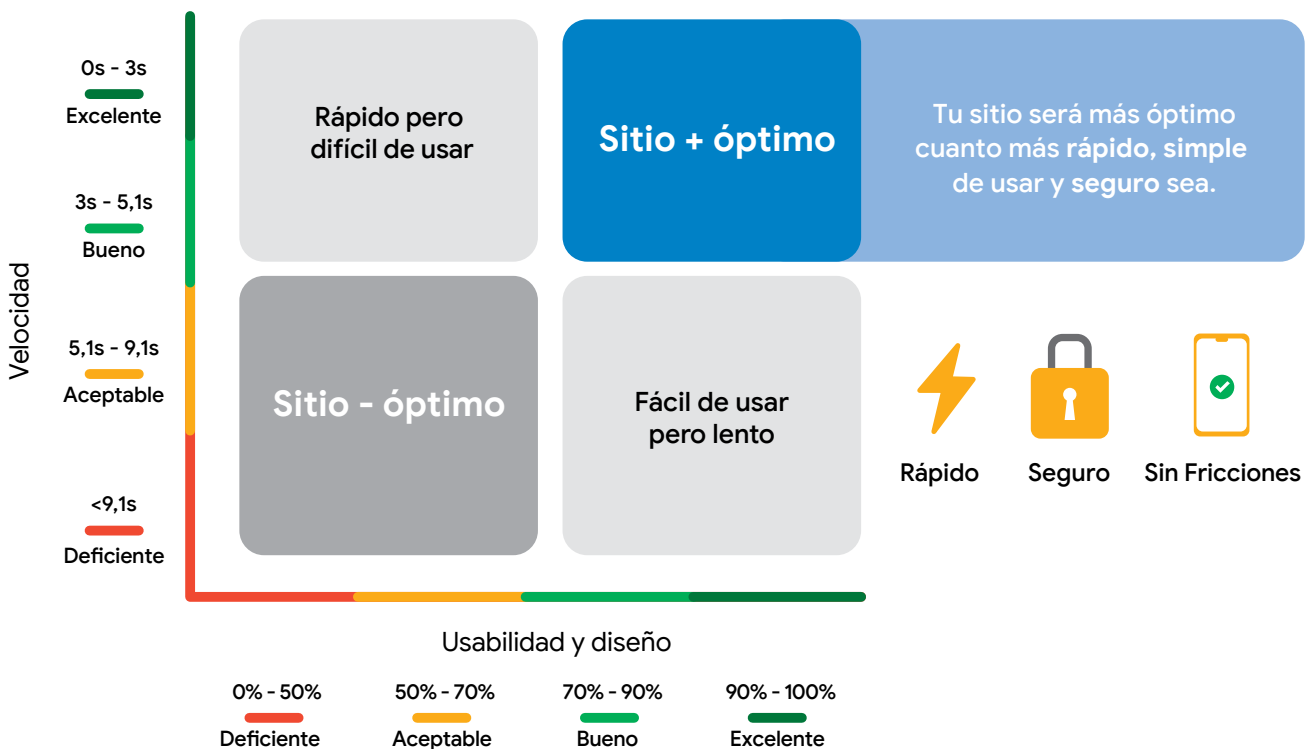 Velocidad
0s - 3s
Excelente
3s - 5,1s
Bueno
5,1s - 9,1s
Aceptable
<9,1s
Deficiente
Rápido pero
difícil de usar
Sitio + óptimo
Tu sitio será más óptimo
cuanto más rápido, simple
de usar y seguro sea.
Sitio - óptimo
Fácil de usar
pero lento
Rápido
Seguro
Sin Fricciones
Usabilidad y diseño
0% - 50%
Deficiente
50% - 70%
Aceptable
70% - 90%
Bueno
90% - 100%
Excelente